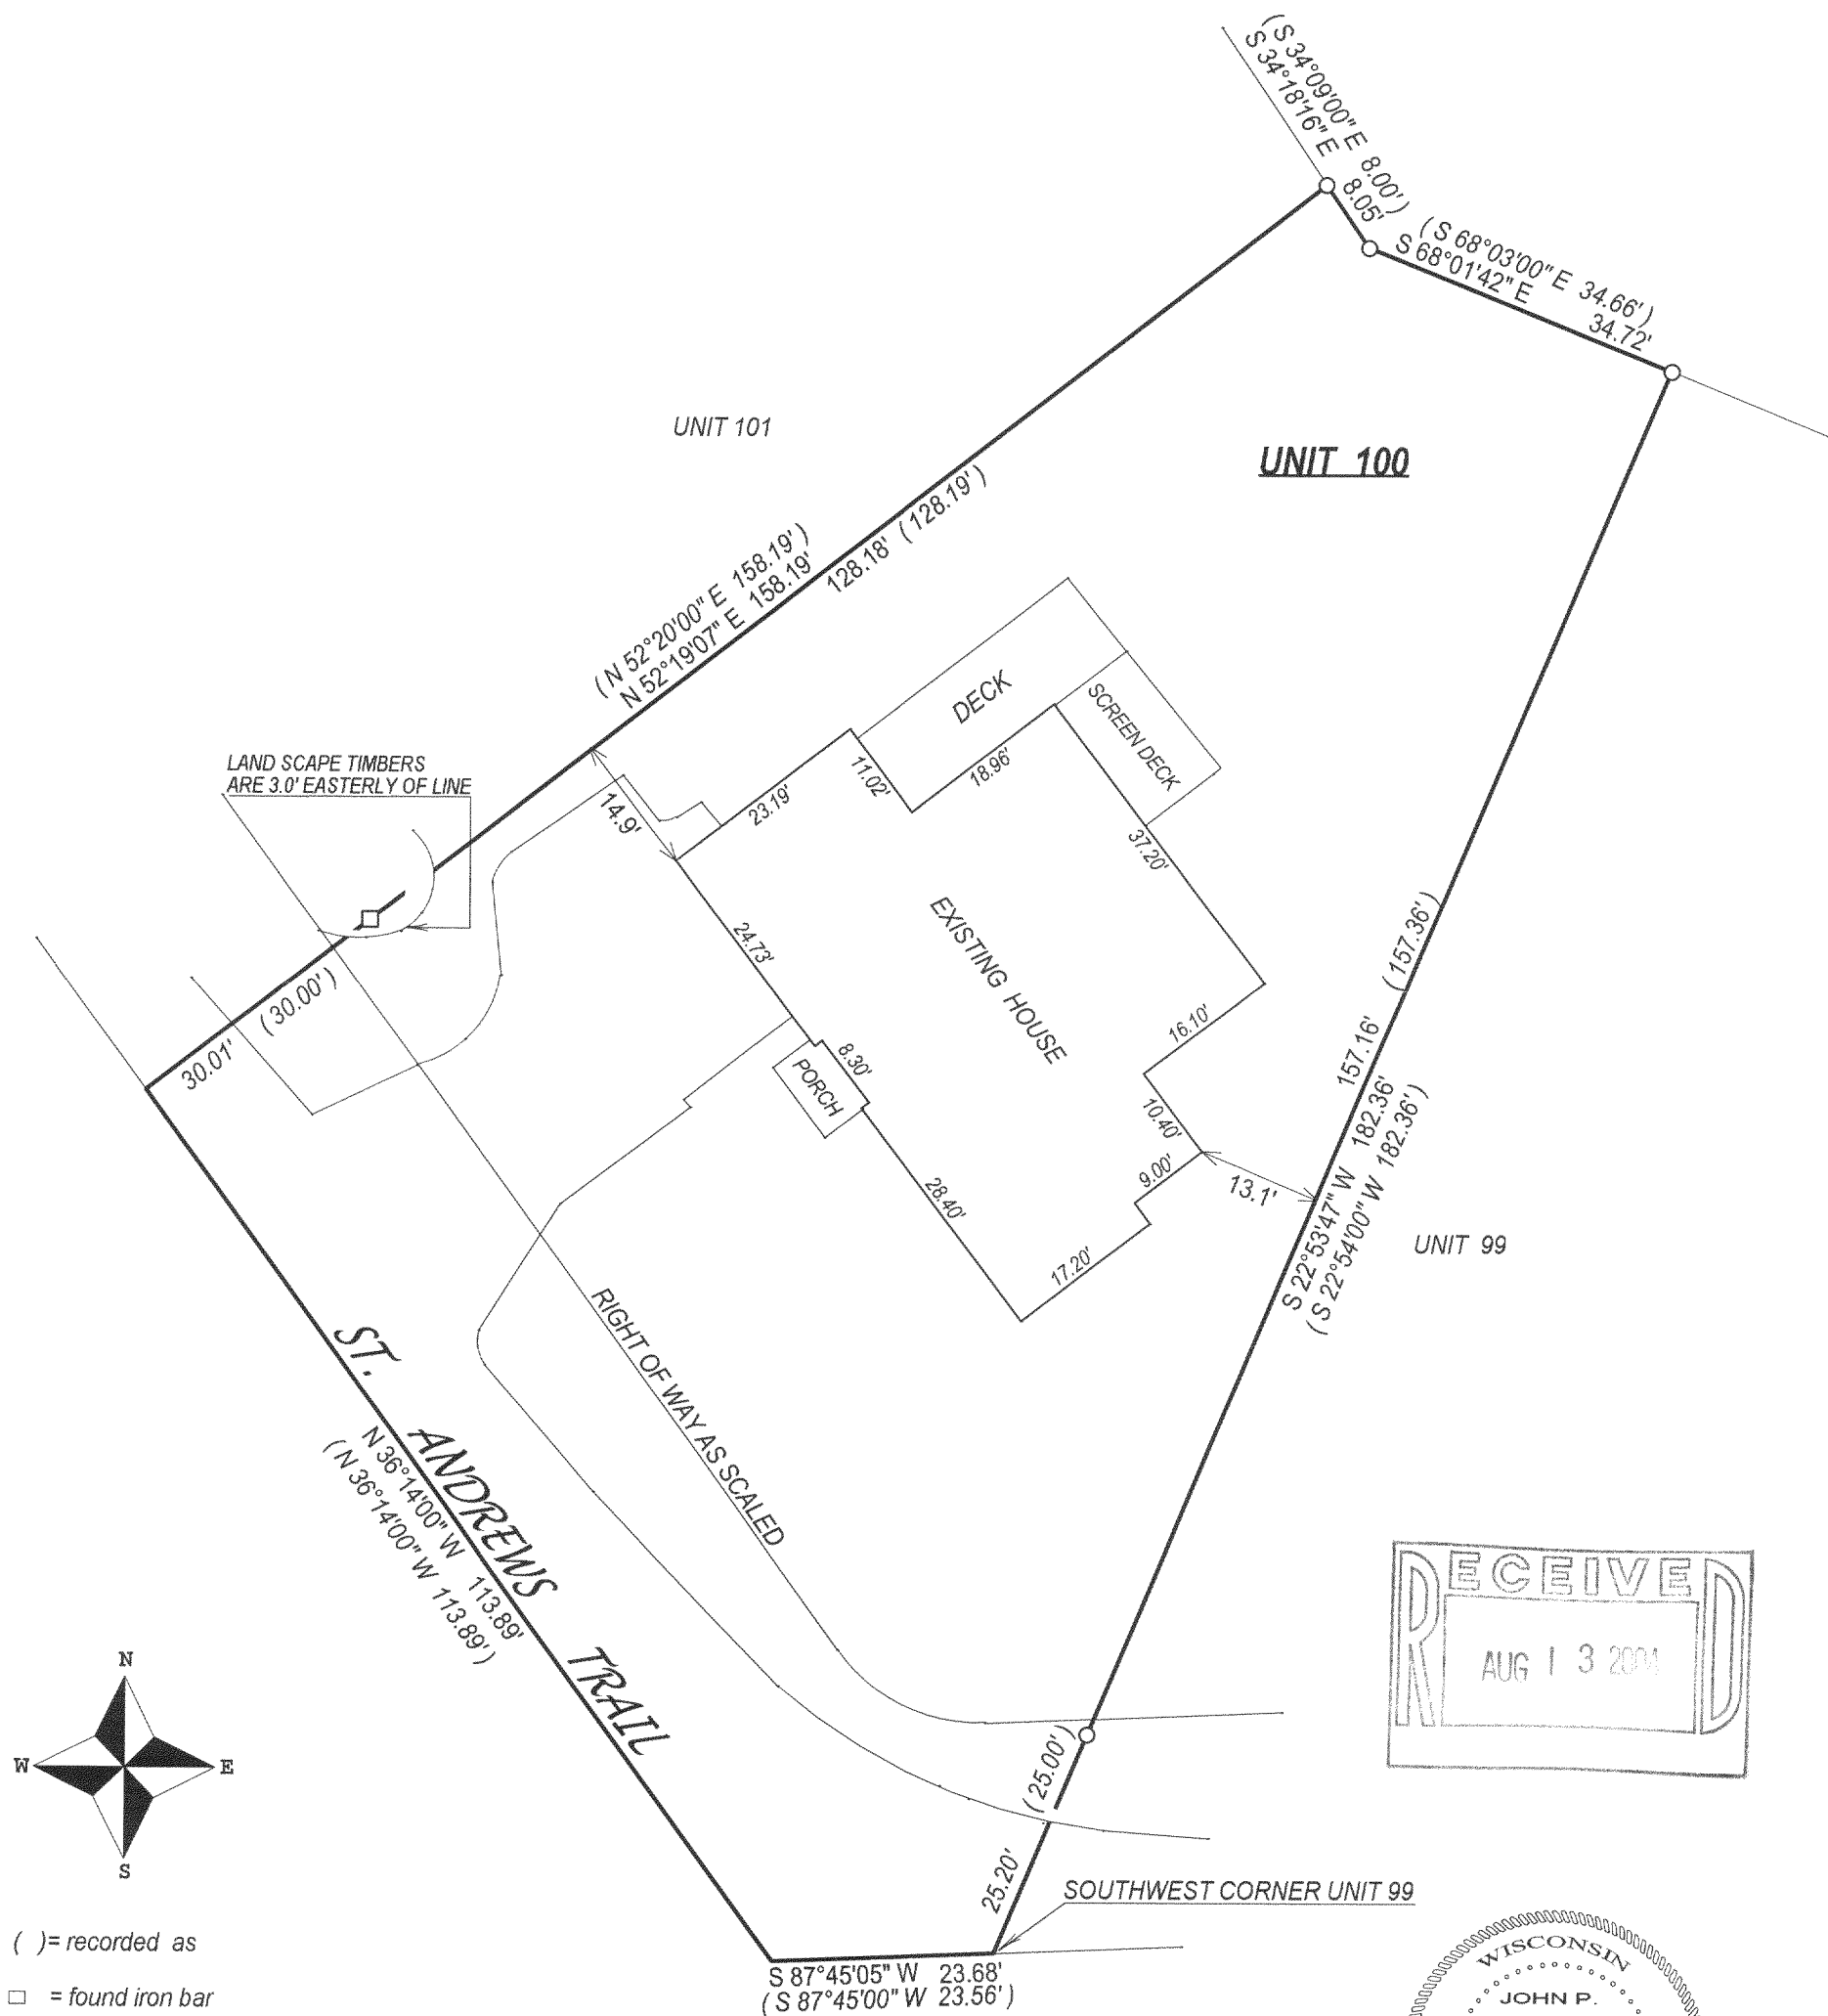 (S 34°09'00" E 8.00')
S 34°18'16" E 8.05'
(S 68°03'00" E 34.66')
S 68°01'42" E 34.72'
UNIT 101
UNIT 100
(N 52°20'00" E 158.19')
N 52°19'07" E 158.19'
128.18' (128.19')
DECK
SCREEN DECK
LAND SCAPE TIMBERS
ARE 3.0' EASTERLY OF LINE
14.9'
23.19'
11.02'
18.96'
37.20'
24.73'
EXISTING HOUSE
(157.36')
157.16'
30.01' (30.00')
8.30'
PORCH
16.10'
10.40'
9.00'
13.1'
28.40'
17.20'
S 22°53'47" W 182.36'
(S 22°54'00" W 182.36')
UNIT 99
RIGHT OF WAY AS SCALED
ST. ANDREWS TRAIL
N 36°14'00" W 113.89'
(N 36°14'00" W 113.89')
RECEIVED
AUG 13 2004
N
W
E
S
(25.00')
25.20'
SOUTHWEST CORNER UNIT 99
( )= recorded as
= found iron bar
S 87°45'05" W 23.68'
(S 87°45'00" W 23.56')
WISCONSIN
JOHN P.